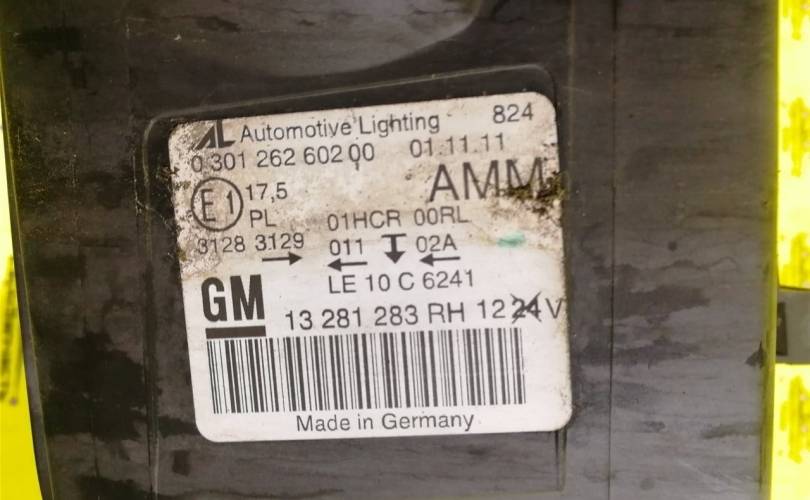 AL Automotive Lighting 824
0 301 262 602 00 01.11.11
AMM
E1 17,5
PL 01HCR 00RL
3128 3129 011 02A
→ ← ↓ ←
LE 10 C 6241
GM
13 281 283 RH 12 24 V
Made in Germany